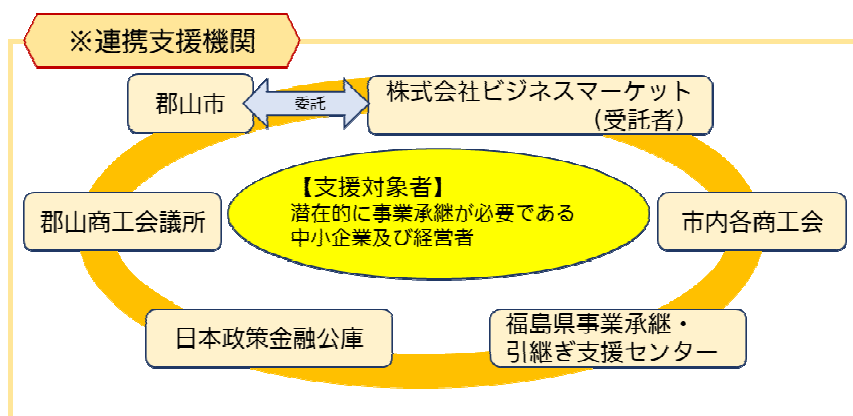 ※連携支援機関
郡山市
委託
株式会社ビジネスマーケット
（受託者）
【支援対象者】
潜在的に事業承継が必要である
中小企業及び経営者
郡山商工会議所
市内各商工会
日本政策金融公庫
福島県事業承継・
引継ぎ支援センター